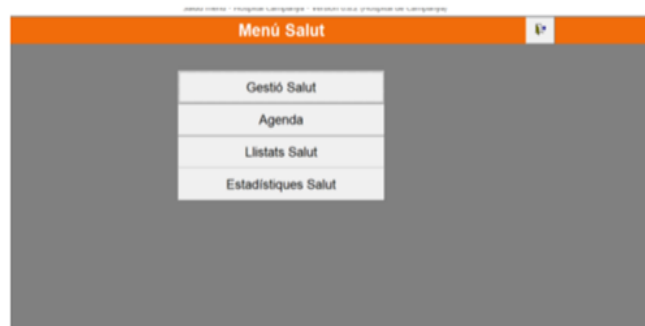 Menú Salut
Gestió Salut
Agenda
Llistats Salut
Estadístiques Salut